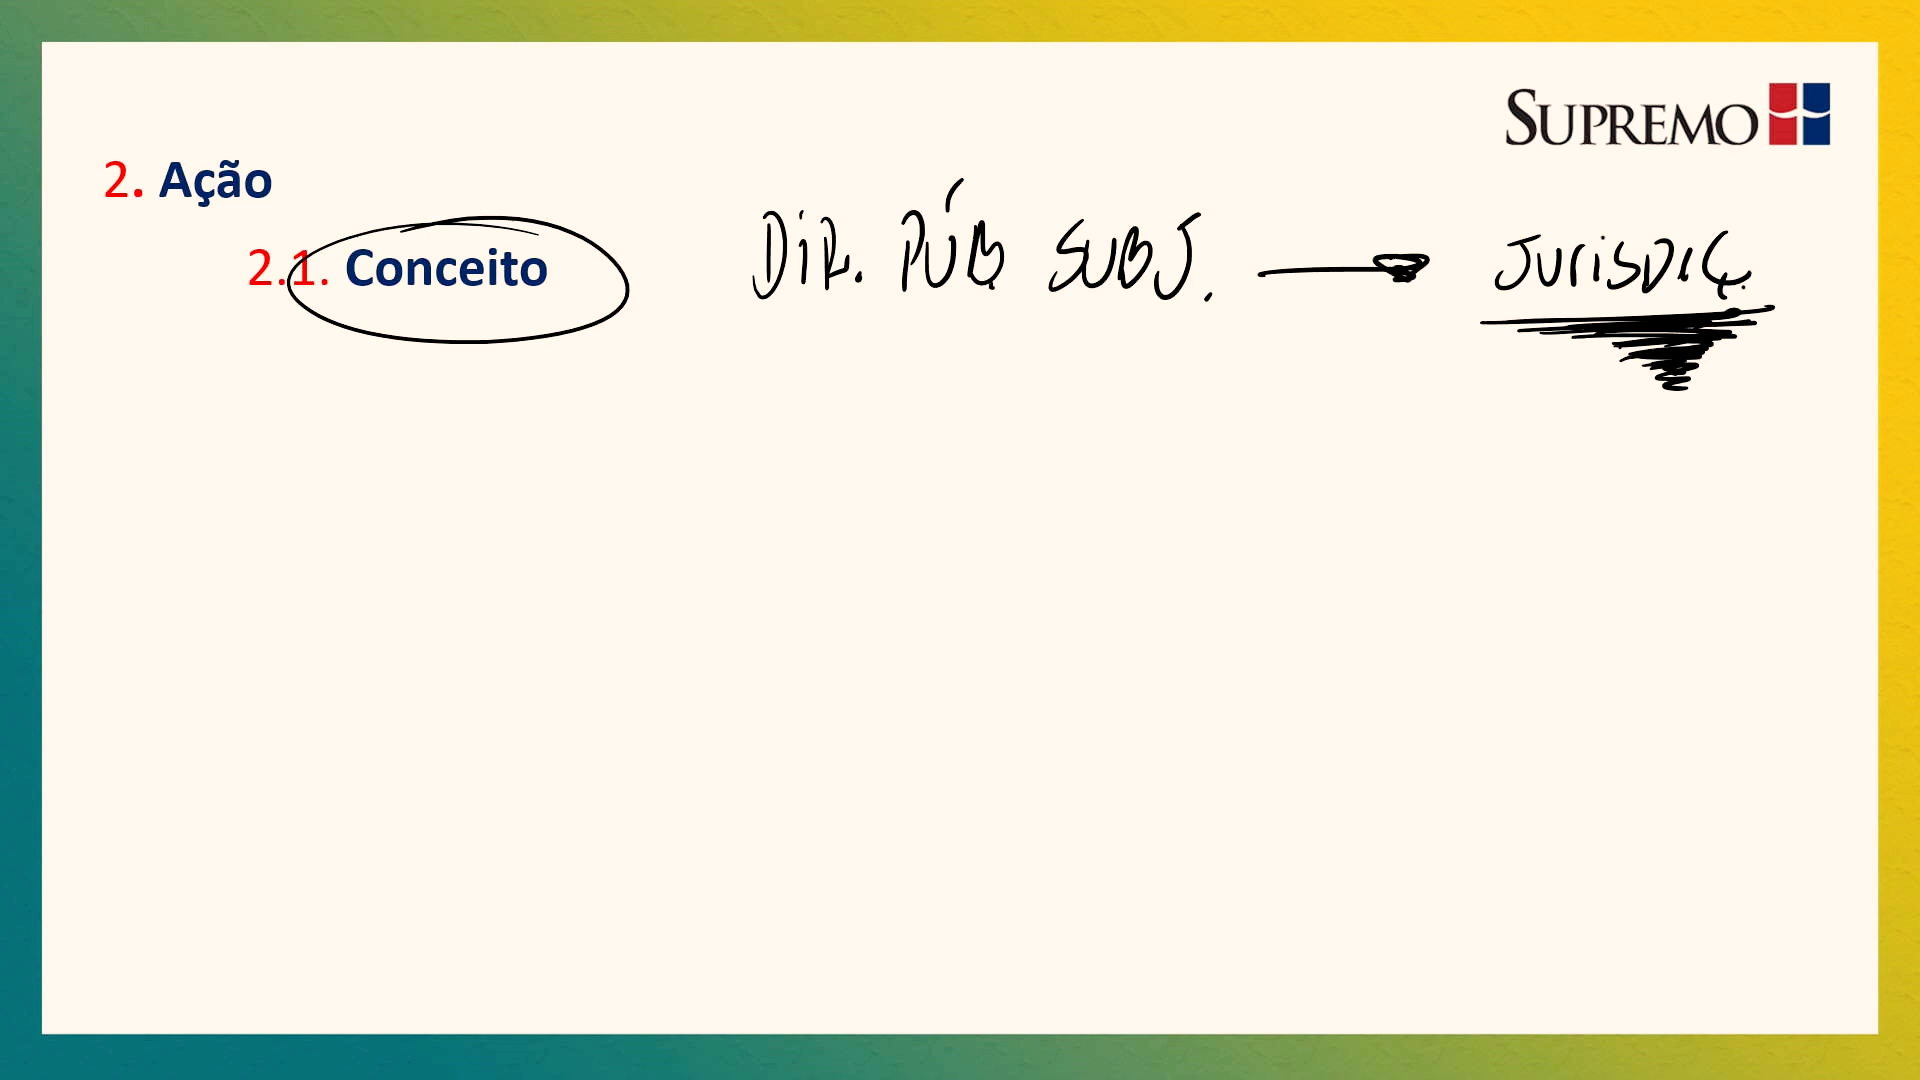 SUPREMO
2. Ação
2.1. Conceito
DIR. PÚB SUBJ. JURISDIÇ.